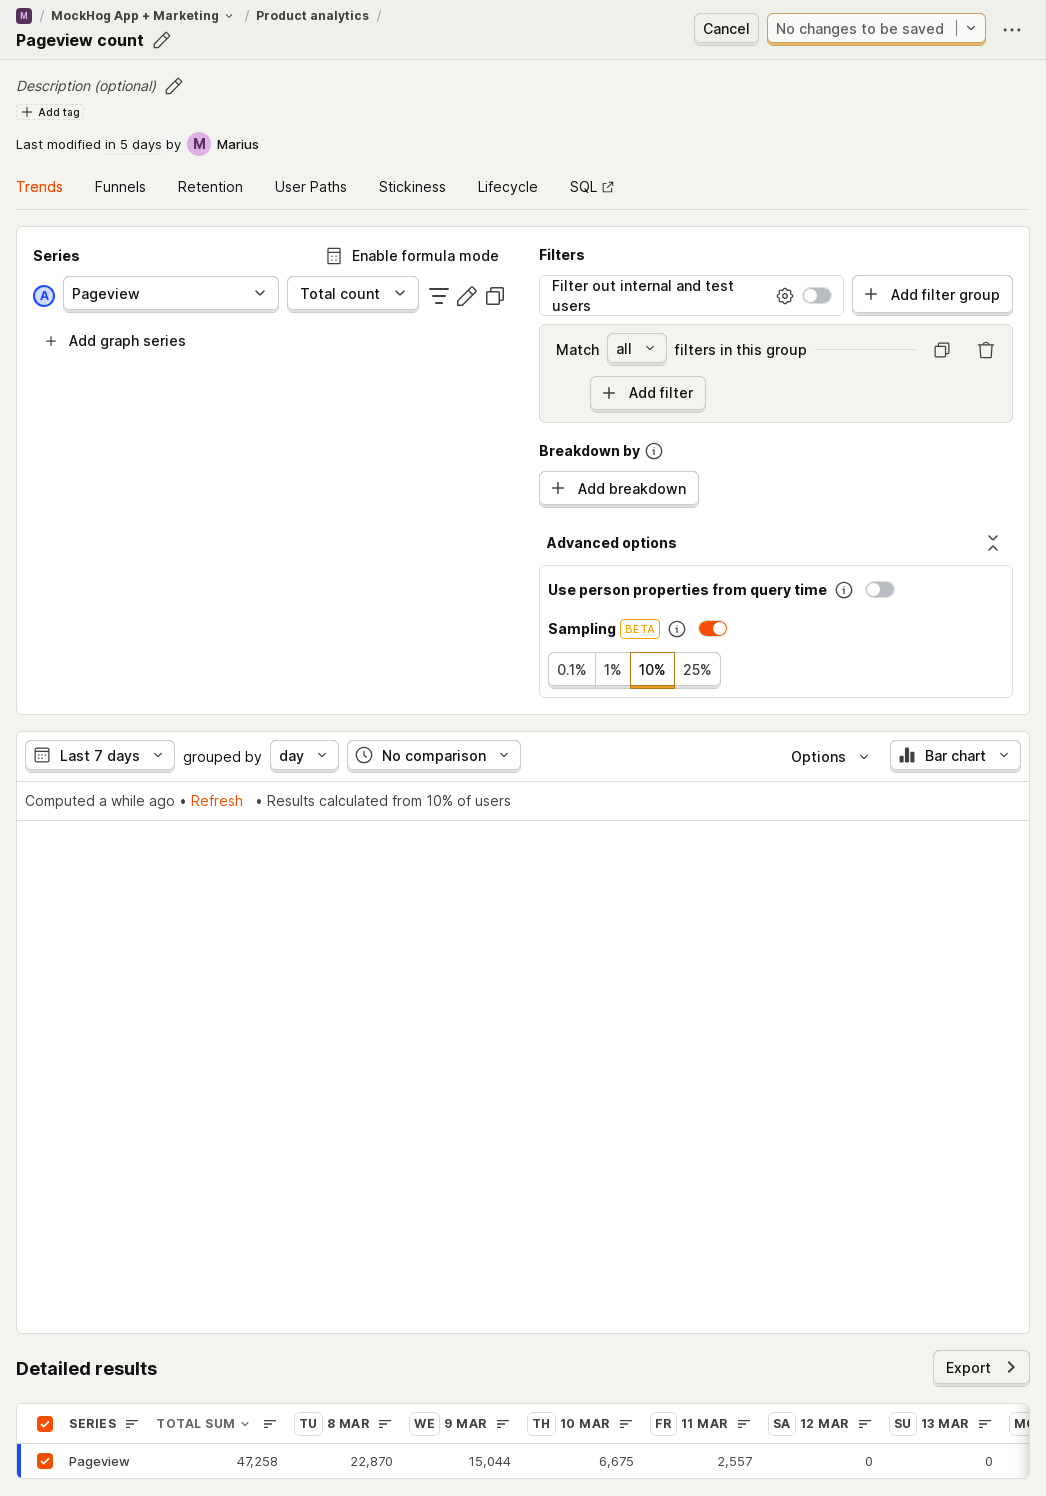 M / MockHog App + Marketing / Product analytics /
Pageview count
Cancel
No changes to be saved
Description (optional)
Add tag
Last modified in 5 days by M Marius
Trends Funnels Retention User Paths Stickiness Lifecycle SQL
Series
Enable formula mode
A Pageview Total count
Add graph series
Filters
Filter out internal and test users
Add filter group
Match all filters in this group
Add filter
Breakdown by
Add breakdown
Advanced options
Use person properties from query time
Sampling BETA
0.1% 1% 10% 25%
Last 7 days grouped by day No comparison Options Bar chart
Computed a while ago • Refresh • Results calculated from 10% of users
Detailed results
Export
SERIES TOTAL SUM TU 8 MAR WE 9 MAR TH 10 MAR FR 11 MAR SA 12 MAR SU 13 MAR
Pageview 47,258 22,870 15,044 6,675 2,557 0 0